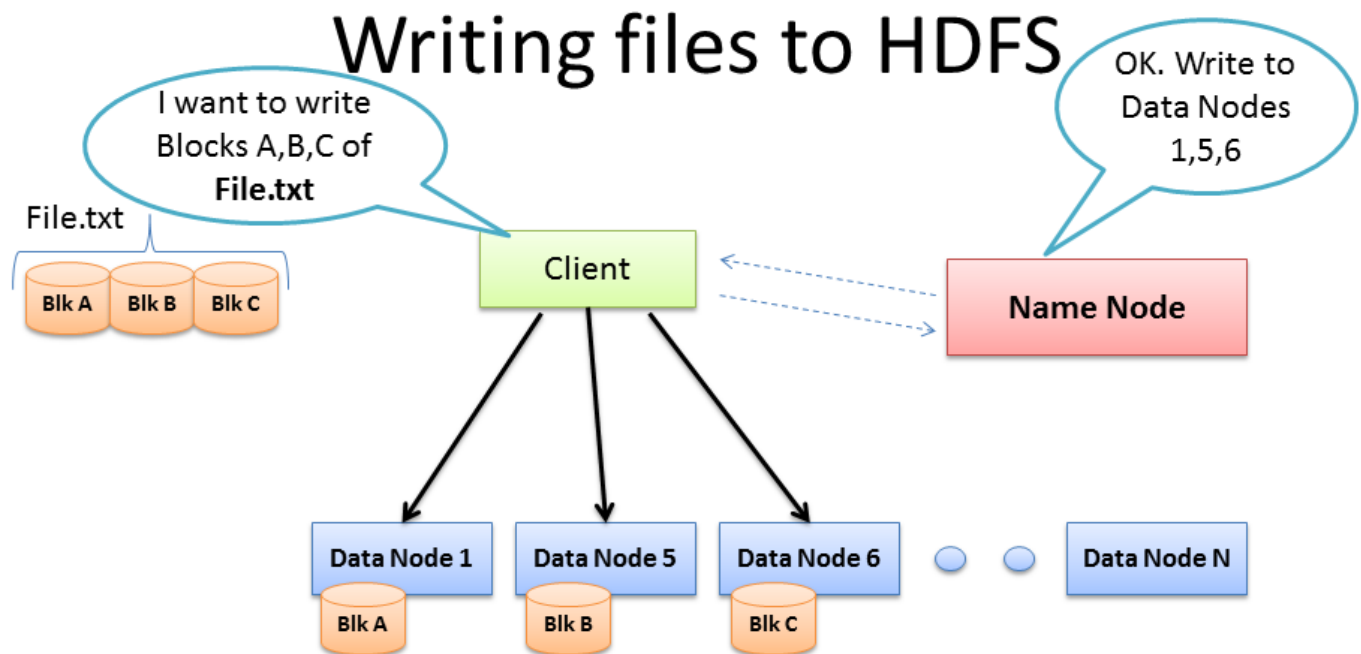 Writing files to HDFS
I want to write
Blocks A,B,C of
File.txt
OK. Write to
Data Nodes
1,5,6
File.txt
Blk A
Blk B
Blk C
Client
Name Node
Data Node 1
Data Node 5
Data Node 6
Data Node N
Blk A
Blk B
Blk C